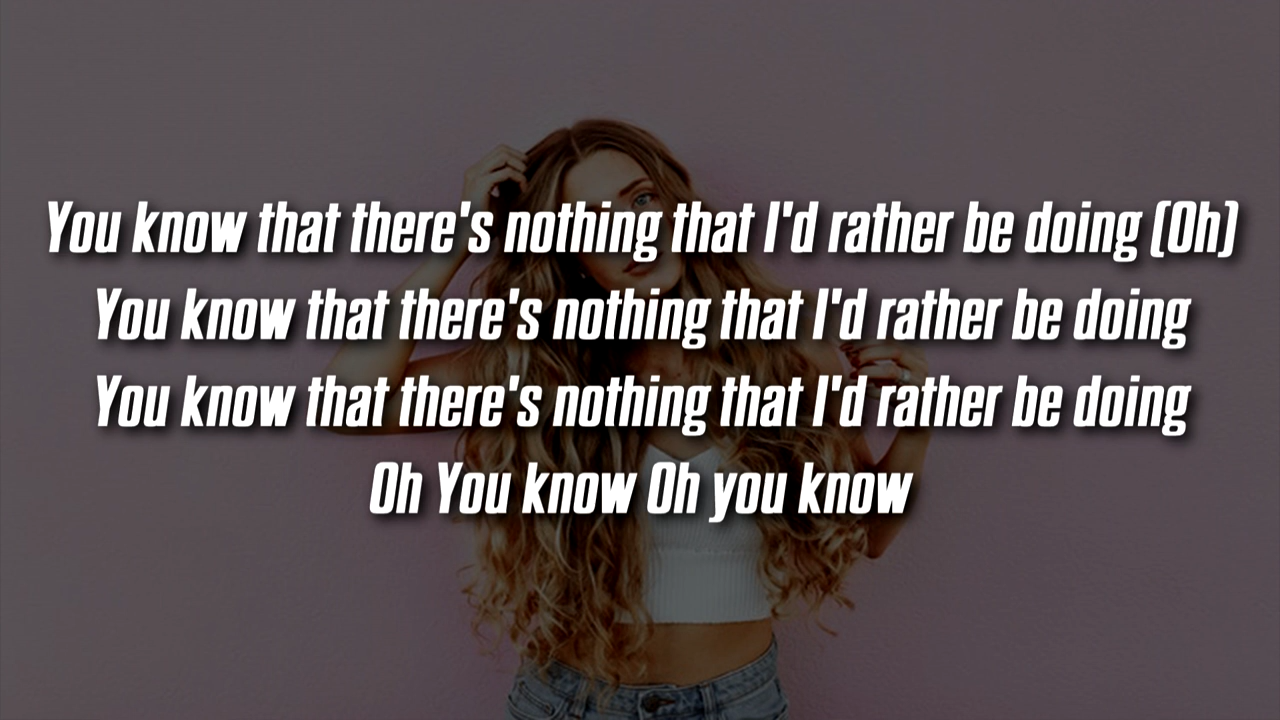 You know that there's nothing that I'd rather be doing (Oh)
You know that there's nothing that I'd rather be doing
You know that there's nothing that I'd rather be doing
Oh You know Oh you know